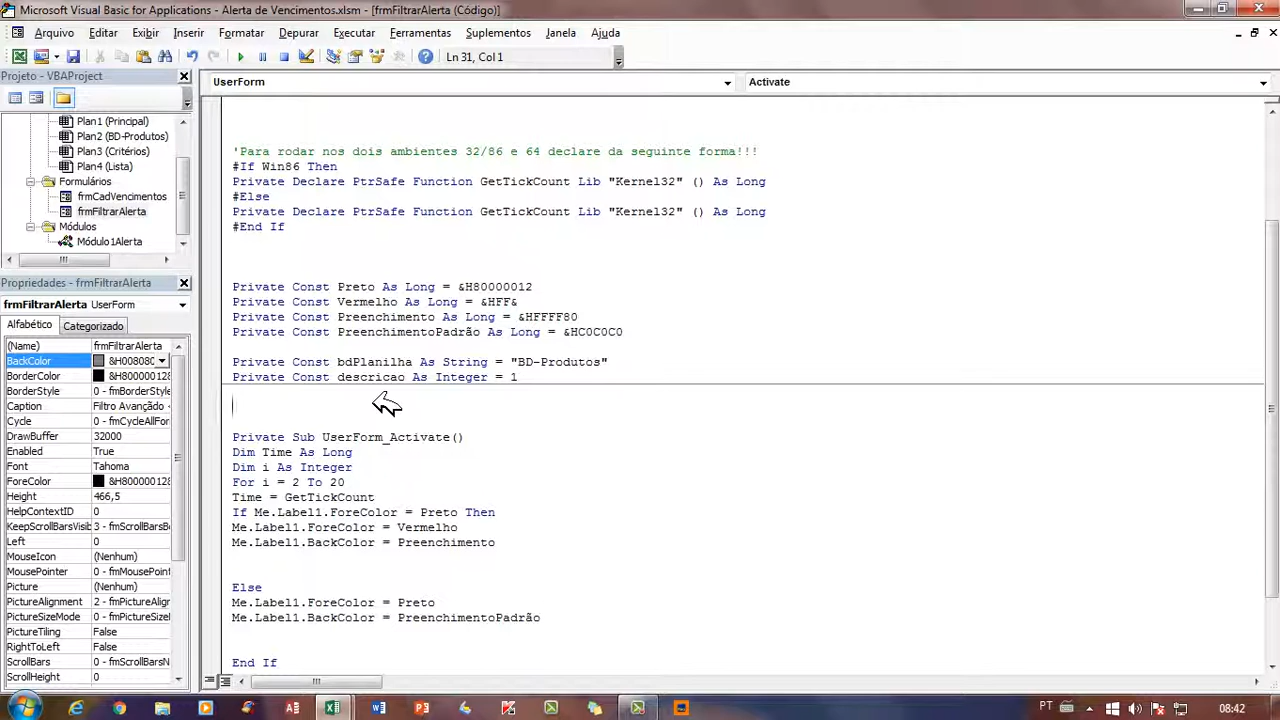 Microsoft Visual Basic for Applications - Alerta de Vencimentos.xlsm - [frmFiltrarAlerta (Código)]
Arquivo Editar Exibir Inserir Formatar Depurar Executar Ferramentas Suplementos Janela Ajuda
Ln 31, Col 1
Projeto - VBAProject
UserForm
Activate
Plan1 (Principal)
Plan2 (BD-Produtos)
Plan3 (Critérios)
Plan4 (Lista)
Formulários
frmCadVencimentos
frmFiltrarAlerta
Módulos
Módulo1Alerta
Propriedades - frmFiltrarAlerta
frmFiltrarAlerta UserForm
Alfabético Categorizado
(Name) frmFiltrarAlerta
BackColor &H008080
BorderColor &H80000012&
BorderStyle 0 - fmBorderStyle
Caption Filtro Avançãdo
Cycle 0 - fmCycleAllFor
DrawBuffer 32000
Enabled True
Font Tahoma
ForeColor &H80000012&
Height 466,5
HelpContextID 0
KeepScrollBarsVisib 3 - fmScrollBarsBo
Left 0
MouseIcon (Nenhum)
MousePointer 0 - fmMousePoint
Picture (Nenhum)
PictureAlignment 2 - fmPictureAlign
PictureSizeMode 0 - fmPictureSize
PictureTiling False
RightToLeft False
ScrollBars 0 - fmScrollBarsN
ScrollHeight 0
'Para rodar nos dois ambientes 32/86 e 64 declare da seguinte forma!!!
#If Win86 Then
Private Declare PtrSafe Function GetTickCount Lib "Kernel32" () As Long
#Else
Private Declare PtrSafe Function GetTickCount Lib "Kernel32" () As Long
#End If
Private Const Preto As Long = &H80000012
Private Const Vermelho As Long = &HFF&
Private Const Preenchimento As Long = &HFFFF80
Private Const PreenchimentoPadrão As Long = &HC0C0C0
Private Const bdPlanilha As String = "BD-Produtos"
Private Const descricao As Integer = 1
Private Sub UserForm_Activate()
Dim Time As Long
Dim i As Integer
For i = 2 To 20
Time = GetTickCount
If Me.Label1.ForeColor = Preto Then
Me.Label1.ForeColor = Vermelho
Me.Label1.BackColor = Preenchimento
Else
Me.Label1.ForeColor = Preto
Me.Label1.BackColor = PreenchimentoPadrão
End If
PT
08:42